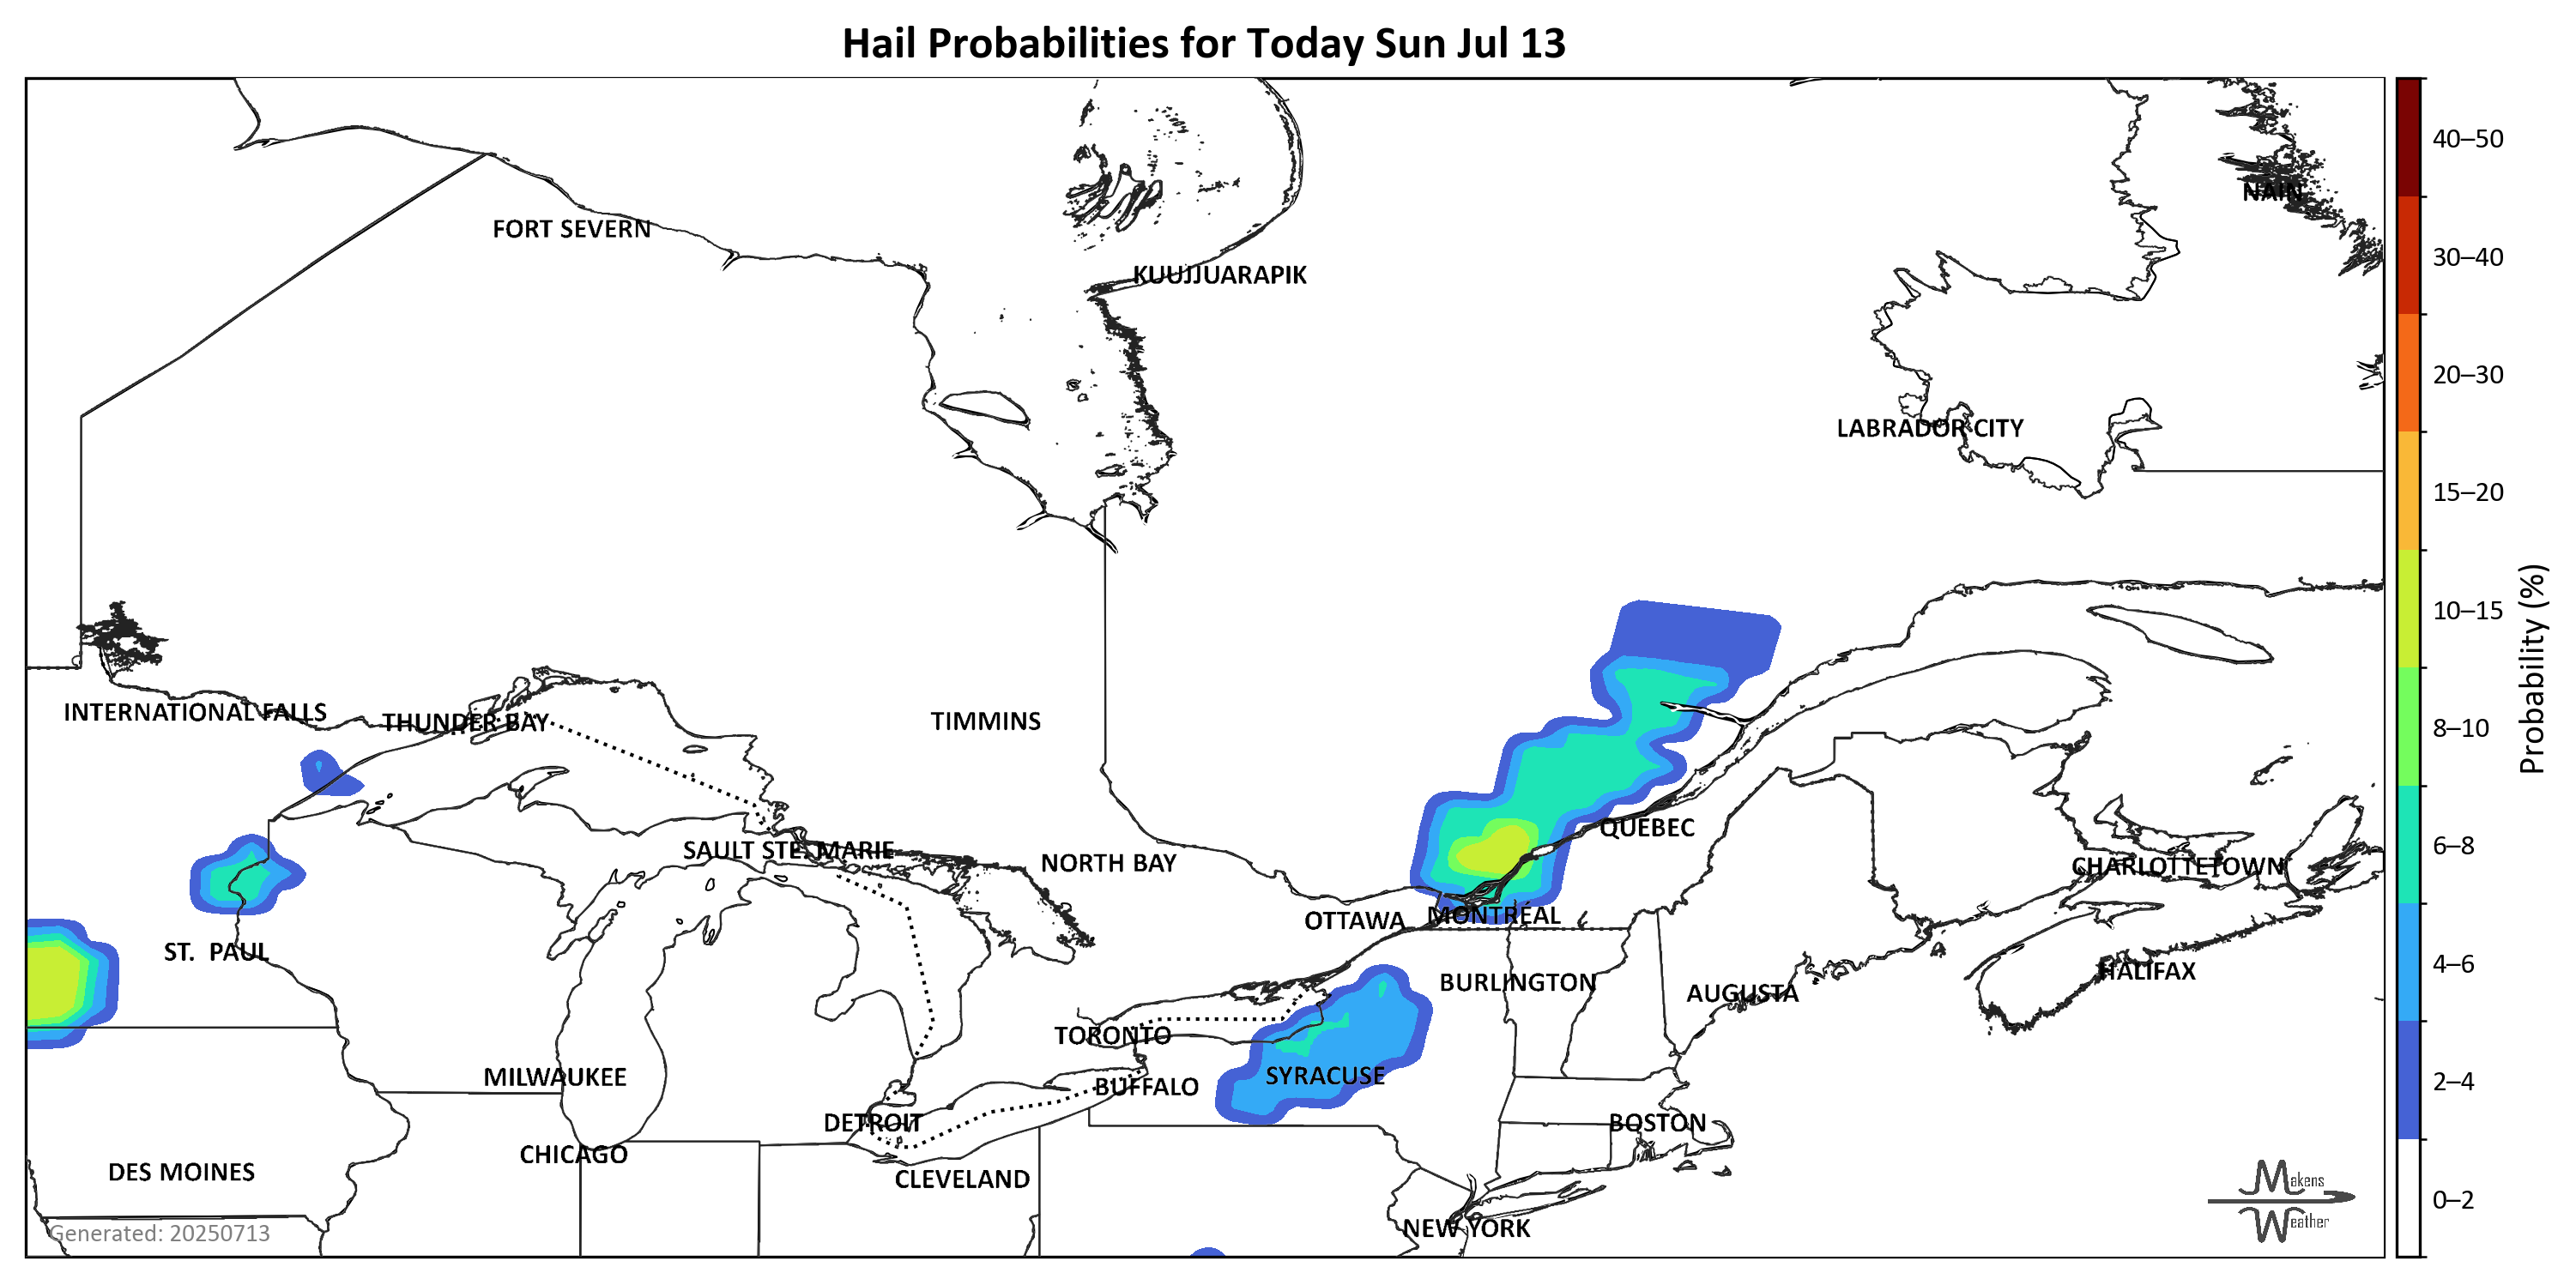 Hail Probabilities for Today Sun Jul 13
40–50
NAIN
FORT SEVERN
30–40
KUUJJUARAPIK
20–30
LABRADOR CITY
15–20
10–15
INTERNATIONAL FALLS
THUNDER BAY
TIMMINS
8–10
Probability (%)
QUEBEC
6–8
SAULT STE. MARIE
NORTH BAY
CHARLOTTETOWN
OTTAWA
MONTRÉAL
ST. PAUL
4–6
HALIFAX
BURLINGTON
AUGUSTA
TORONTO
MILWAUKEE
SYRACUSE
2–4
BUFFALO
DETROIT
BOSTON
CHICAGO
DES MOINES
CLEVELAND
Makens
Weather
0–2
NEW YORK
Generated: 20250713